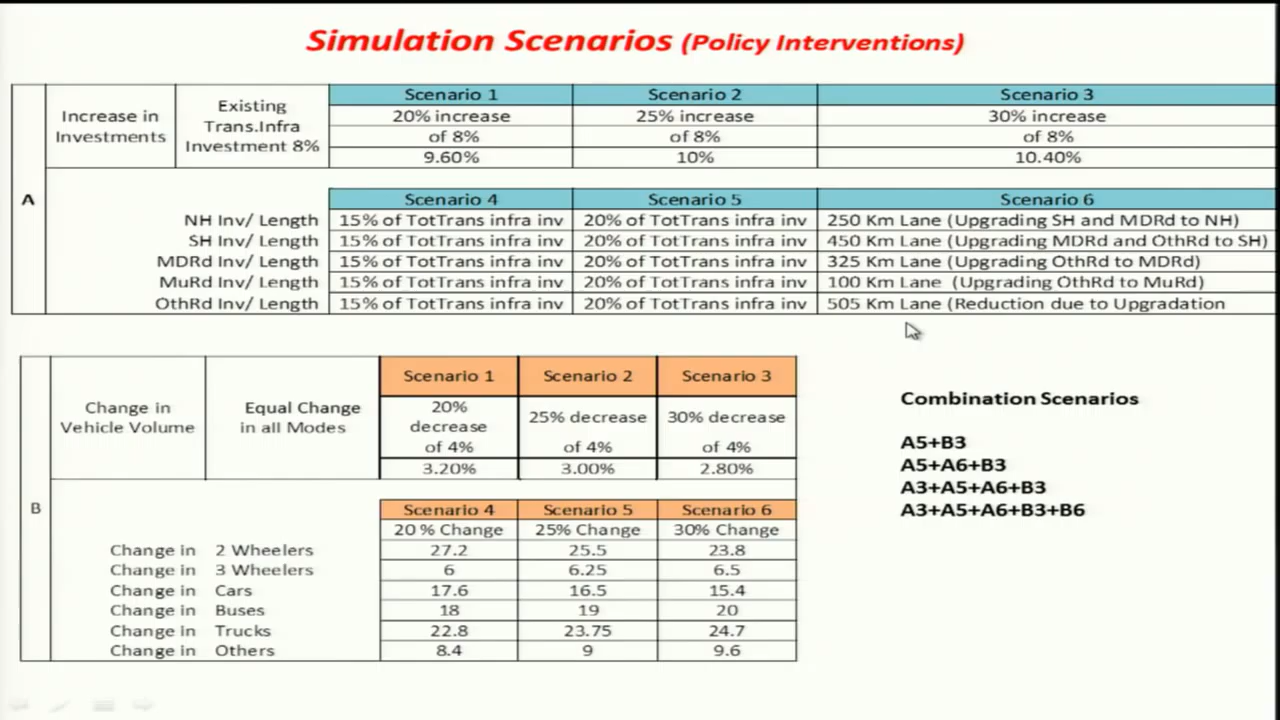 Simulation Scenarios (Policy Interventions)
A
Increase in Investments
Existing Trans.Infra Investment 8%
Scenario 1 Scenario 2 Scenario 3
20% increase 25% increase 30% increase
of 8% of 8% of 8%
9.60% 10% 10.40%
Scenario 4 Scenario 5 Scenario 6
NH Inv/ Length 15% of TotTrans infra inv 20% of TotTrans infra inv 250 Km Lane (Upgrading SH and MDRd to NH)
SH Inv/ Length 15% of TotTrans infra inv 20% of TotTrans infra inv 450 Km Lane (Upgrading MDRd and OthRd to SH)
MDRd Inv/ Length 15% of TotTrans infra inv 20% of TotTrans infra inv 325 Km Lane (Upgrading OthRd to MDRd)
MuRd Inv/ Length 15% of TotTrans infra inv 20% of TotTrans infra inv 100 Km Lane (Upgrading OthRd to MuRd)
OthRd Inv/ Length 15% of TotTrans infra inv 20% of TotTrans infra inv 505 Km Lane (Reduction due to Upgradation
B
Change in Vehicle Volume
Equal Change in all Modes
Scenario 1 Scenario 2 Scenario 3
20% decrease 25% decrease 30% decrease
of 4% of 4% of 4%
3.20% 3.00% 2.80%
Scenario 4 Scenario 5 Scenario 6
20 % Change 25% Change 30% Change
Change in 2 Wheelers 27.2 25.5 23.8
Change in 3 Wheelers 6 6.25 6.5
Change in Cars 17.6 16.5 15.4
Change in Buses 18 19 20
Change in Trucks 22.8 23.75 24.7
Change in Others 8.4 9 9.6
Combination Scenarios
A5+B3
A5+A6+B3
A3+A5+A6+B3
A3+A5+A6+B3+B6